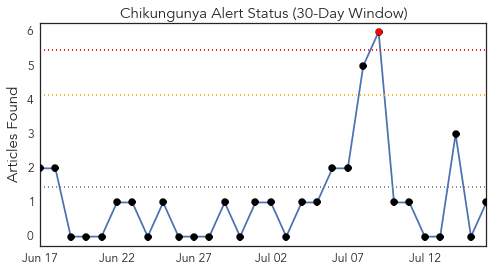 Chikungunya Alert Status (30-Day Window)
Articles Found
6
5
4
3
2
1
0
Jun 17 Jun 22 Jun 27 Jul 02 Jul 07 Jul 12